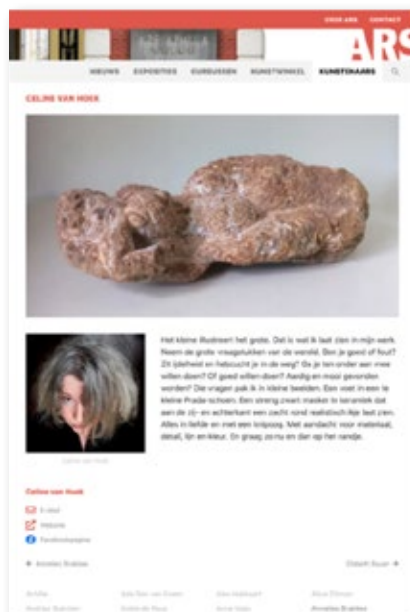 OVER ARS CONTACT
ARS
NIEUWS EXPOSITIES CURSUSSEN KUNSTWINKEL KUNSTENAARS
CELINE VAN HOEK
Het kleine illustreert het grote. Dat is wat ik laat zien in mijn werk.
Neem de grote vraagstukken van de wereld. Ben je goed of fout?
Zit ijdelheid en hebzucht je in de weg? Ga je ten onder aan mee
willen doen? Of goed willen doen? Aardig en mooi gevonden
worden? Die vragen pak ik in kleine beelden. Een voet in een te
kleine Prada-schoen. Een streng zwart masker in keramiek dat
aan de zij- en achterkant een zacht rond realistisch kopje laat zien.
Alles in liefde en met een knipoog. Met aandacht voor materiaal,
detail, lijn en kleur. En graag zo nu en dan op het randje.
Celine van Hoek
Celine van Hoek
E-mail
Website
Facebookpagina